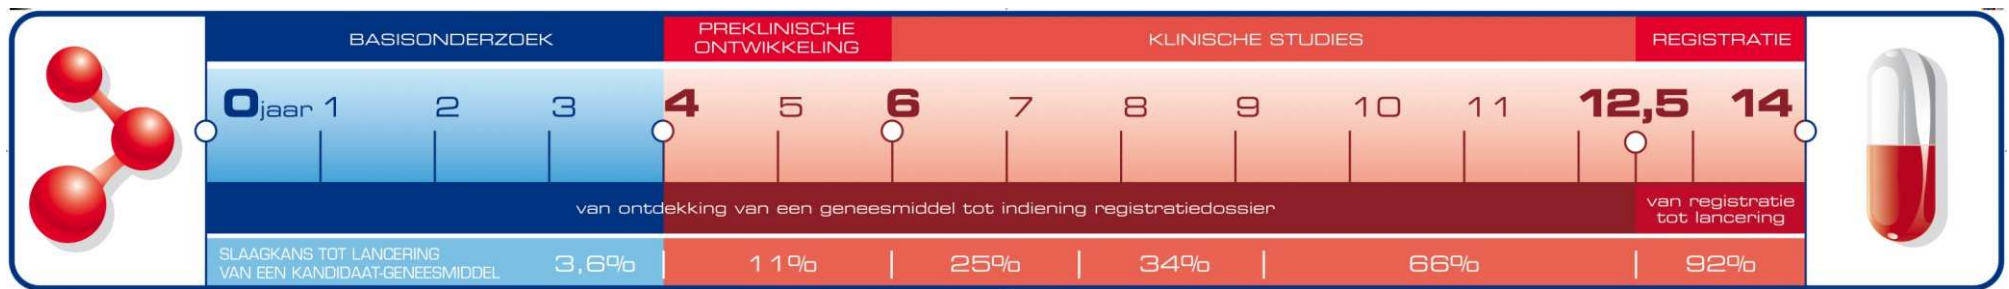 BASISONDERZOEK
PREKLINISCHE
ONTWIKKELING
KLINISCHE STUDIES
REGISTRATIE
0 jaar 1 2 3 4 5 6 7 8 9 10 11 12,5 14
van ontdekking van een geneesmiddel tot indiening registratiedossier
van registratie
tot lancering
SLAAGKANS TOT LANCERING
VAN EEN KANDIDAAT-GENEESMIDDEL
3,6% 11% 25% 34% 66% 92%